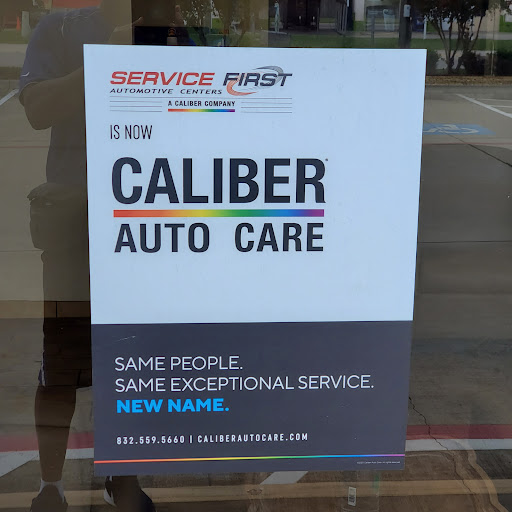 SERVICE FIRST
AUTOMOTIVE CENTERS
A CALIBER COMPANY
IS NOW
CALIBER
AUTO CARE
SAME PEOPLE.
SAME EXCEPTIONAL SERVICE.
NEW NAME.
832.559.5660 | CALIBERAUTOCARE.COM